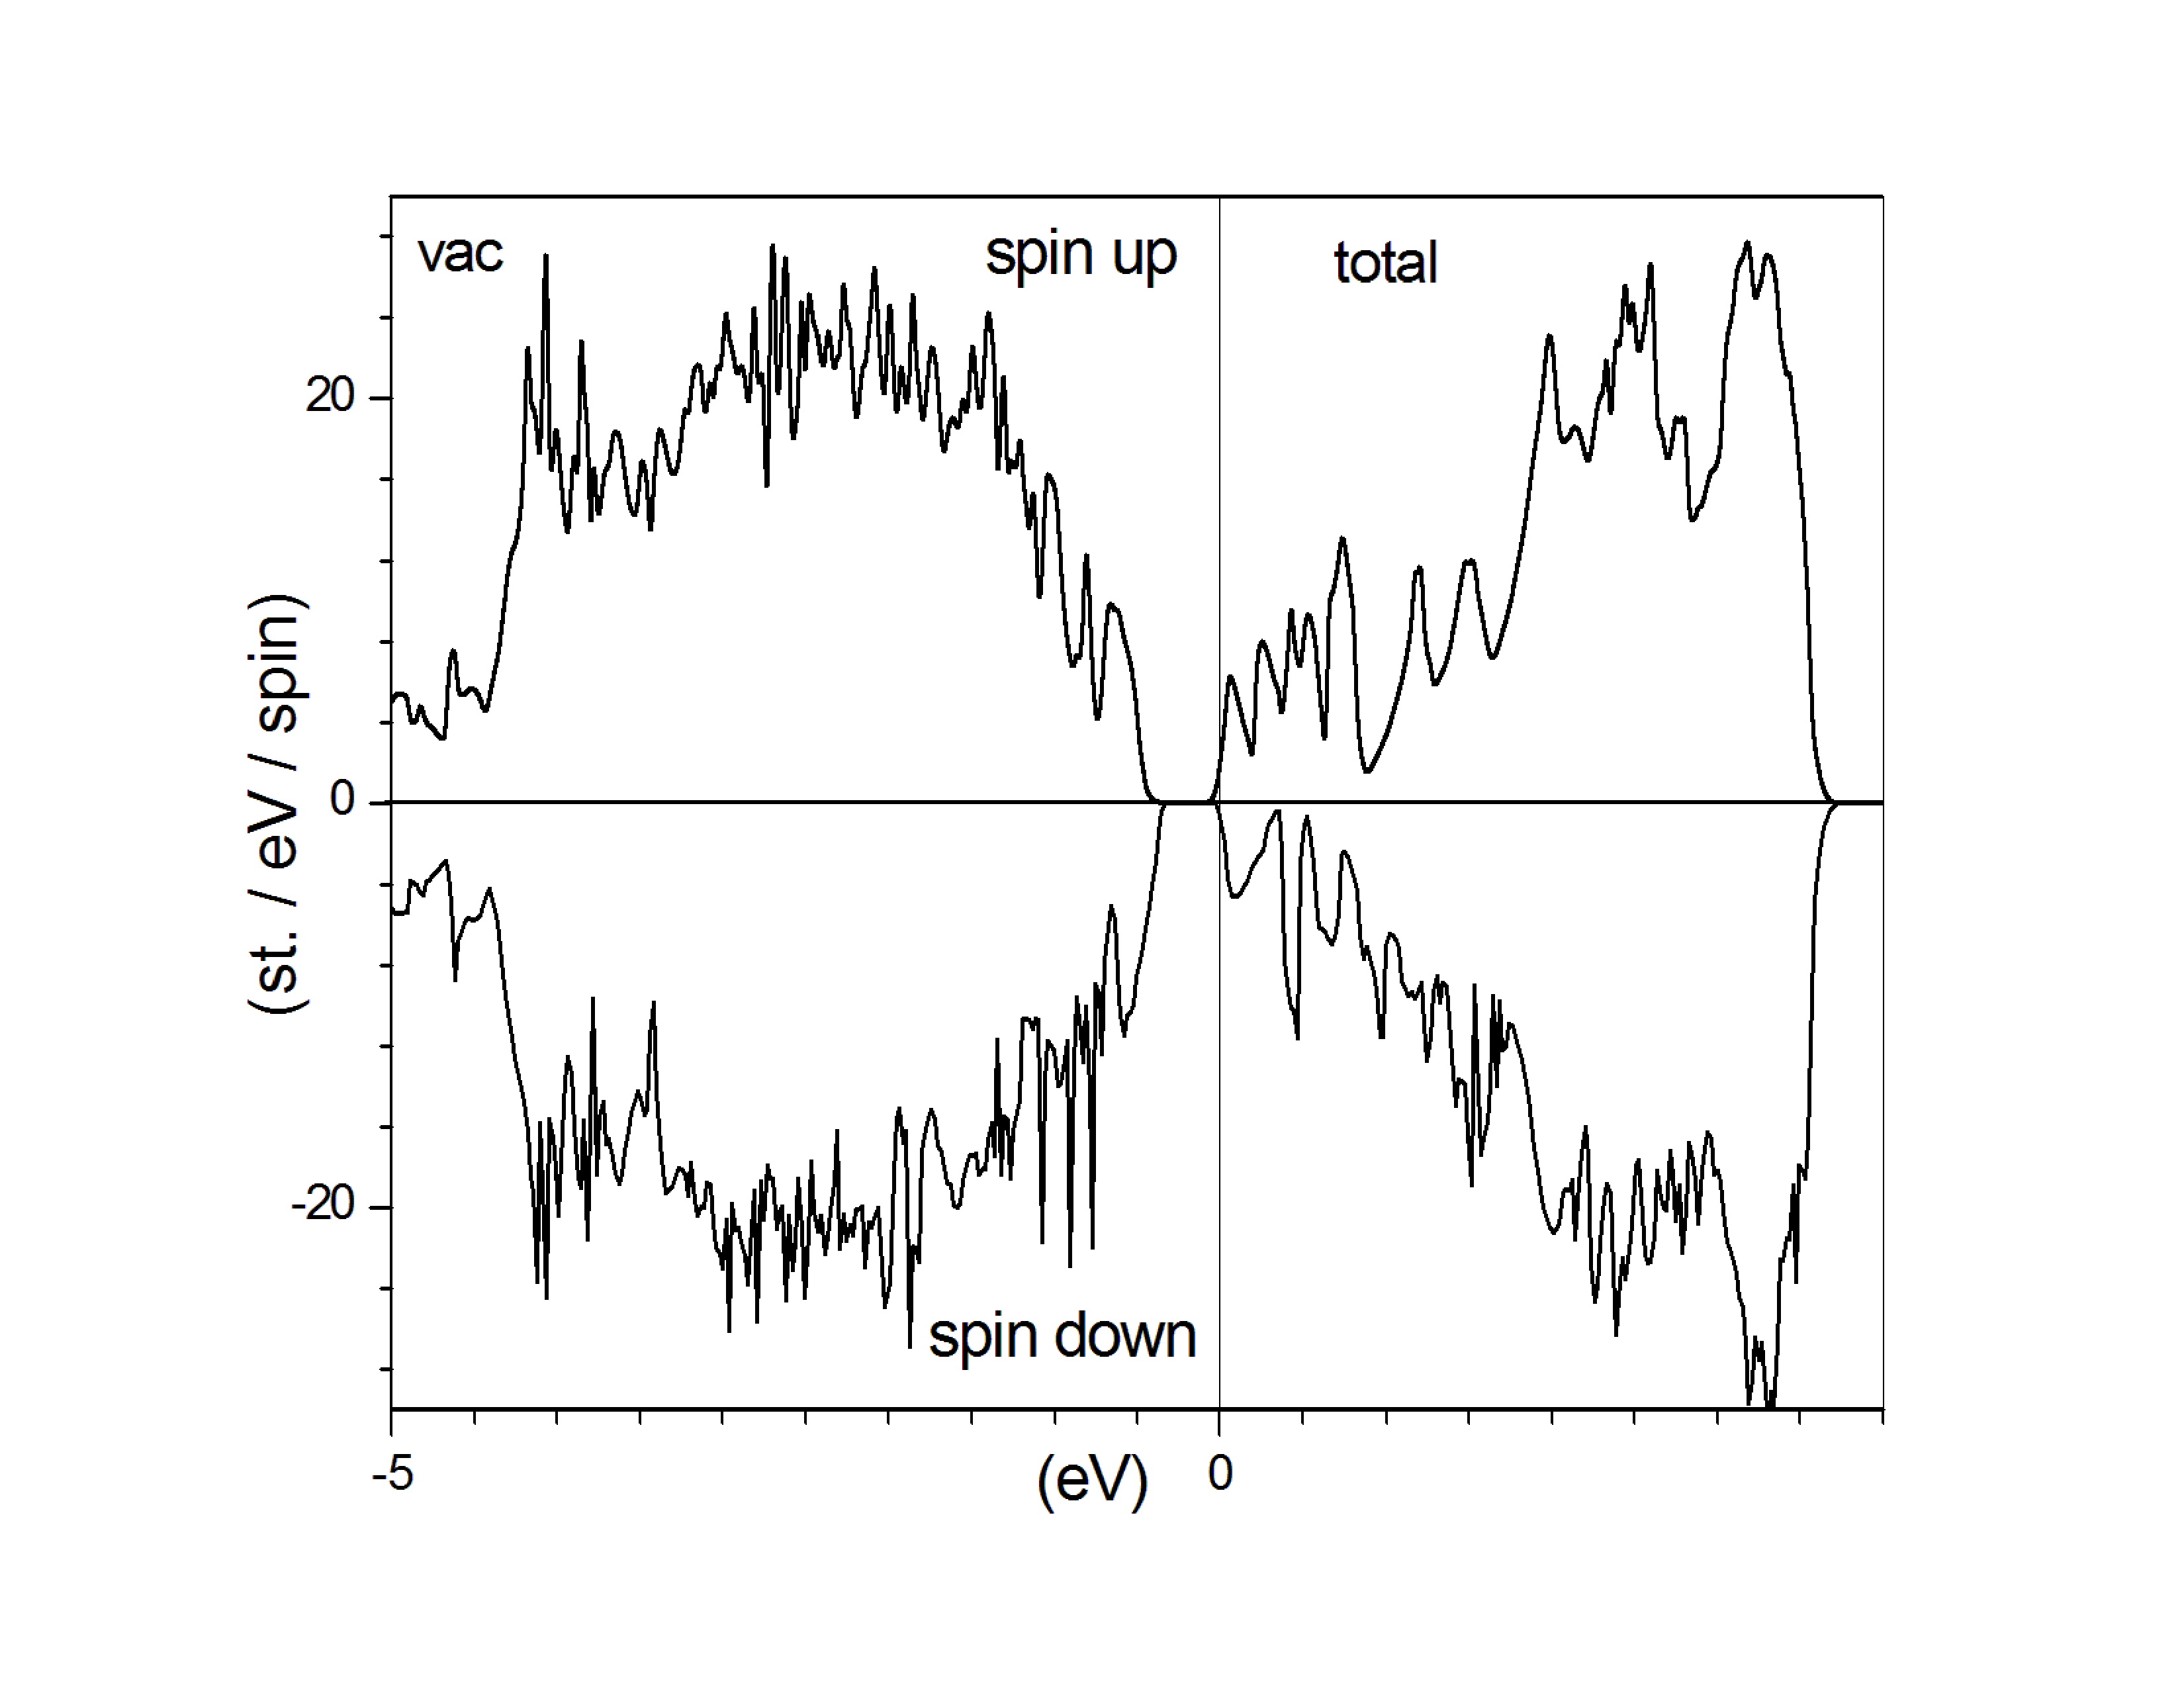 vac
spin up
total
20
0
-20
(st. / eV / spin)
spin down
-5
(eV)
0